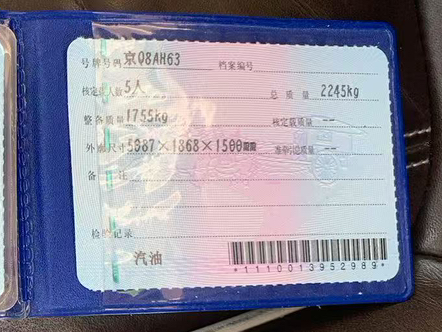 号牌号码 京Q8AH63 档案编号
核定载人数 5人 总质量 2245kg
整备质量 1755kg 核定载质量 --
外廓尺寸 5087×1868×1500mm 准牵引总质量 --
备注
检验记录
汽油
*1110013952989*